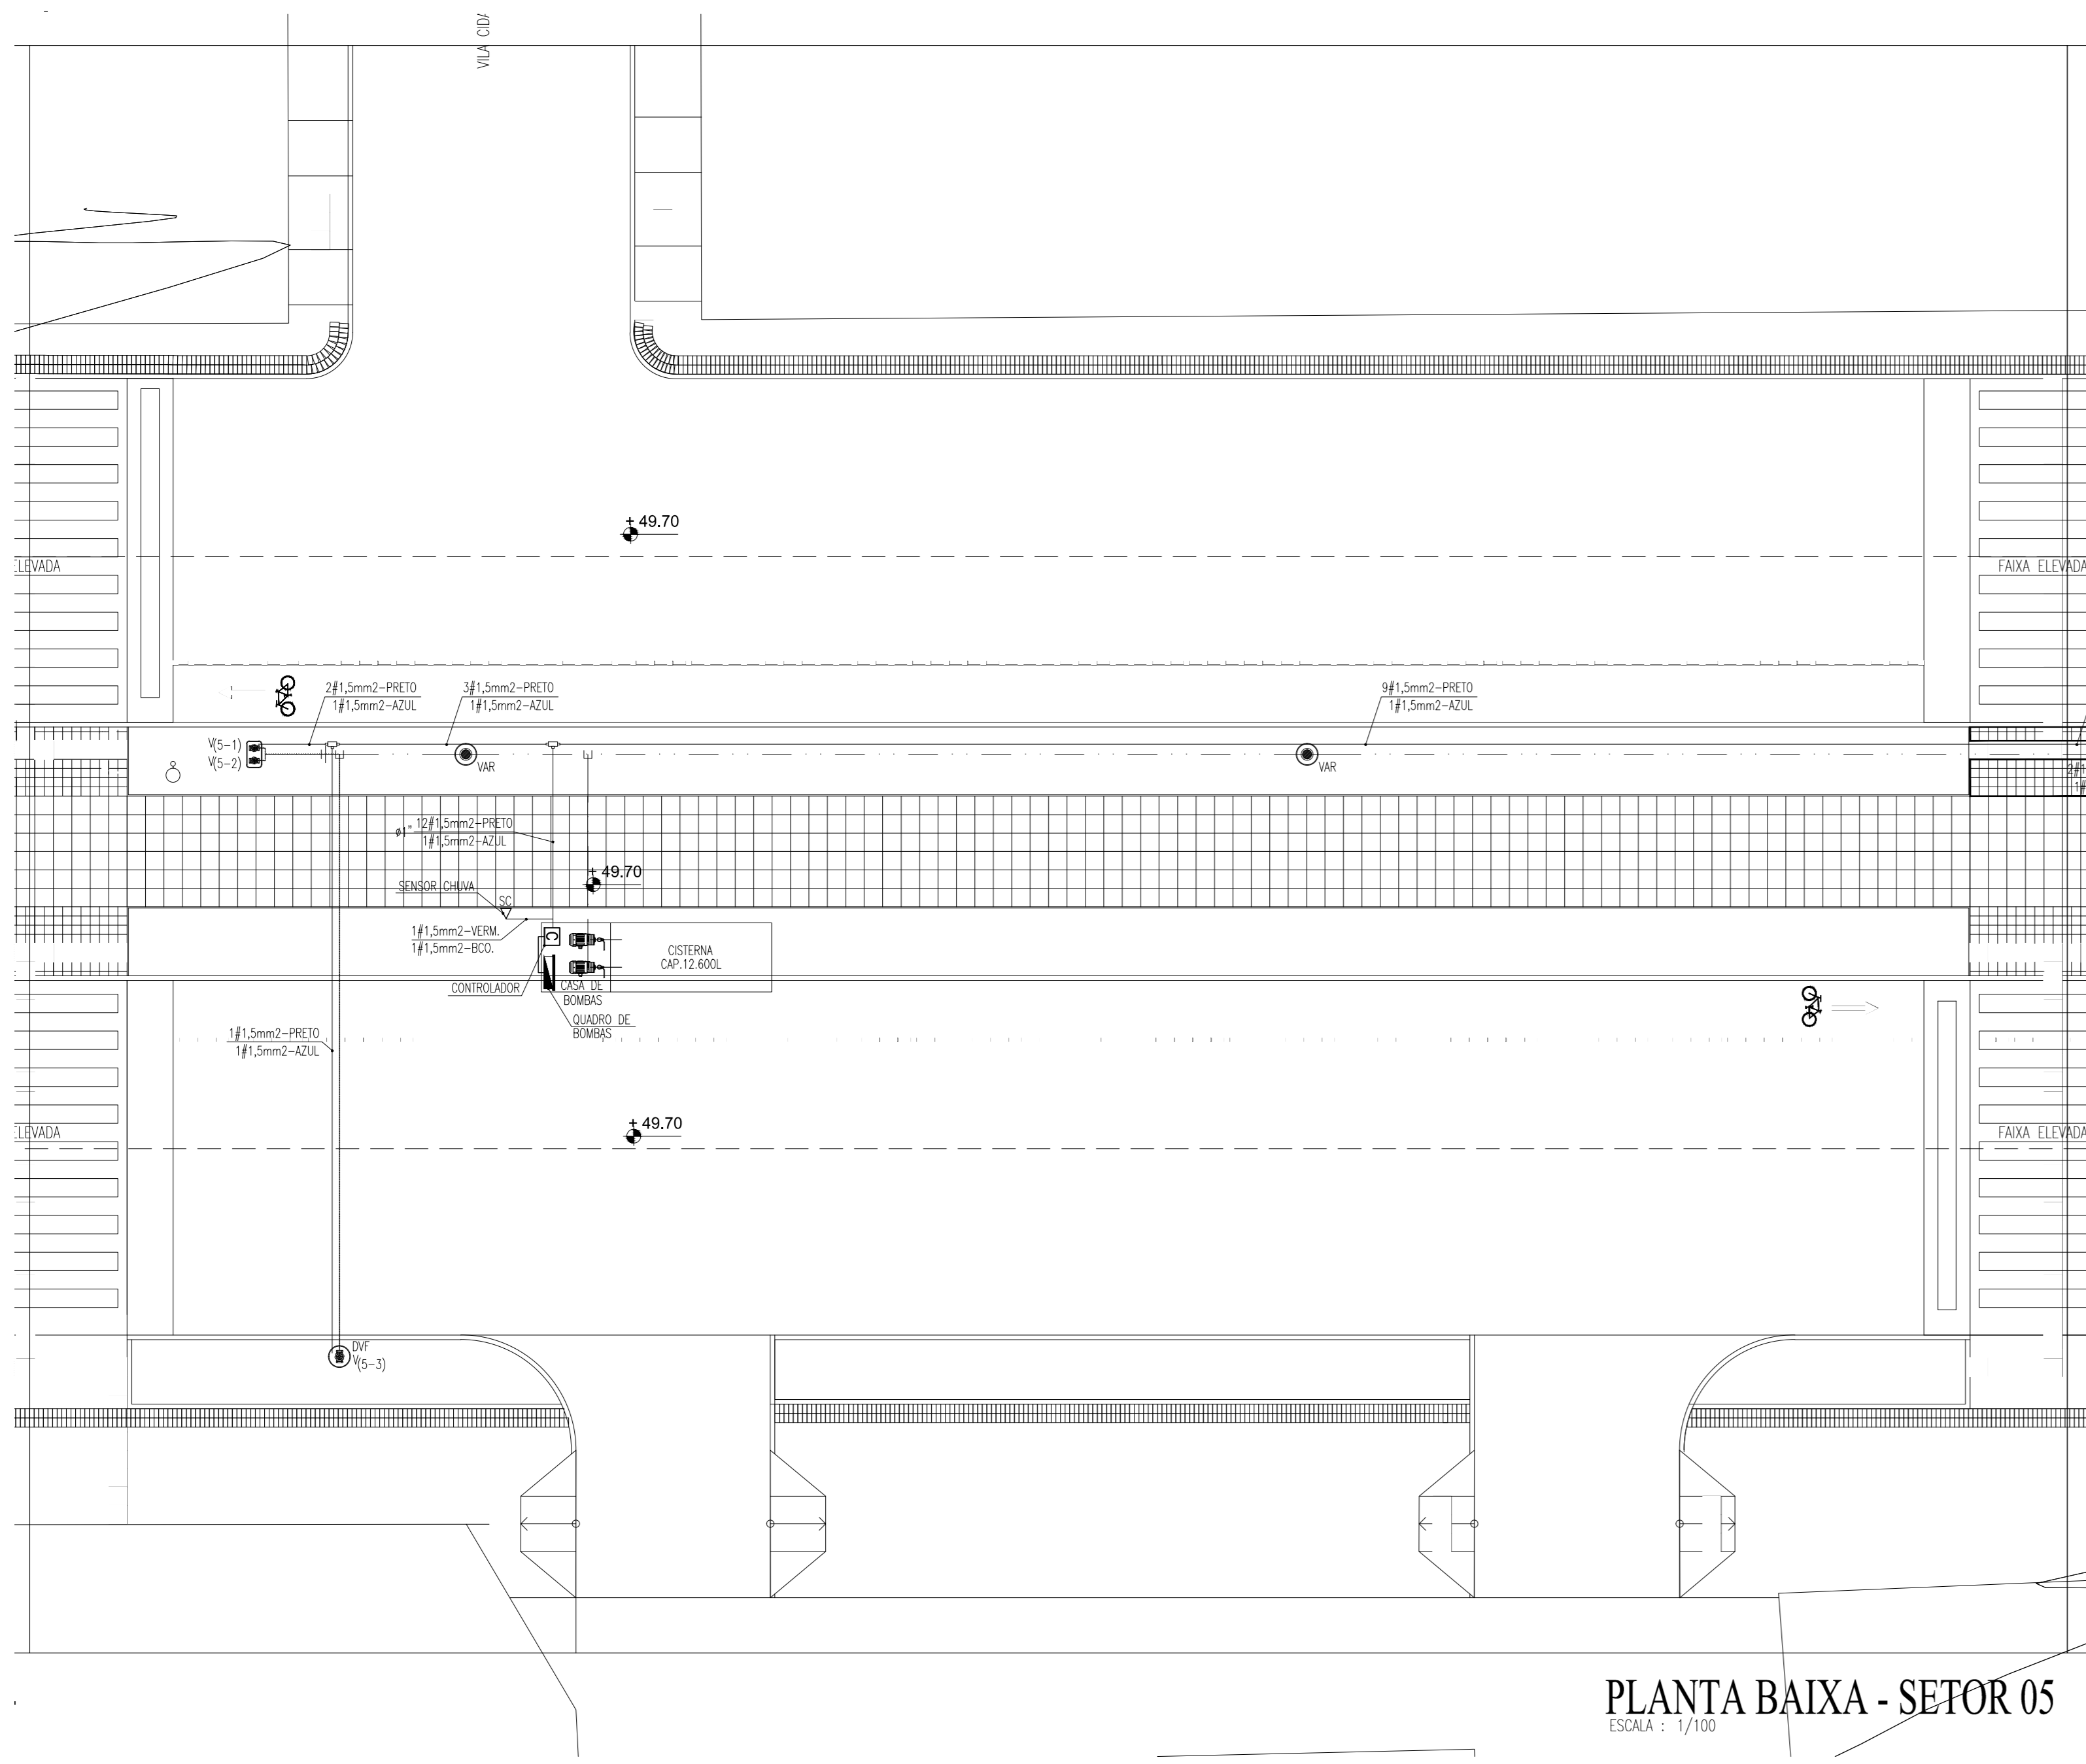 VILA CIDA
+ 49.70
ELEVADA
FAIXA ELEVADA
2#1,5mm2-PRETO
1#1,5mm2-AZUL
3#1,5mm2-PRETO
1#1,5mm2-AZUL
9#1,5mm2-PRETO
1#1,5mm2-AZUL
V(5-1)
V(5-2)
VAR
VAR
2#1
1#
ø1"
12#1,5mm2-PRETO
1#1,5mm2-AZUL
+ 49.70
SENSOR CHUVA
SC
1#1,5mm2-VERM.
1#1,5mm2-BCO.
C
CISTERNA
CAP.12.600L
CONTROLADOR
CASA DE
BOMBAS
QUADRO DE
BOMBAS
1#1,5mm2-PRETO
1#1,5mm2-AZUL
+ 49.70
ELEVADA
FAIXA ELEVADA
DVF
V(5-3)
PLANTA BAIXA - SETOR 05
ESCALA : 1/100